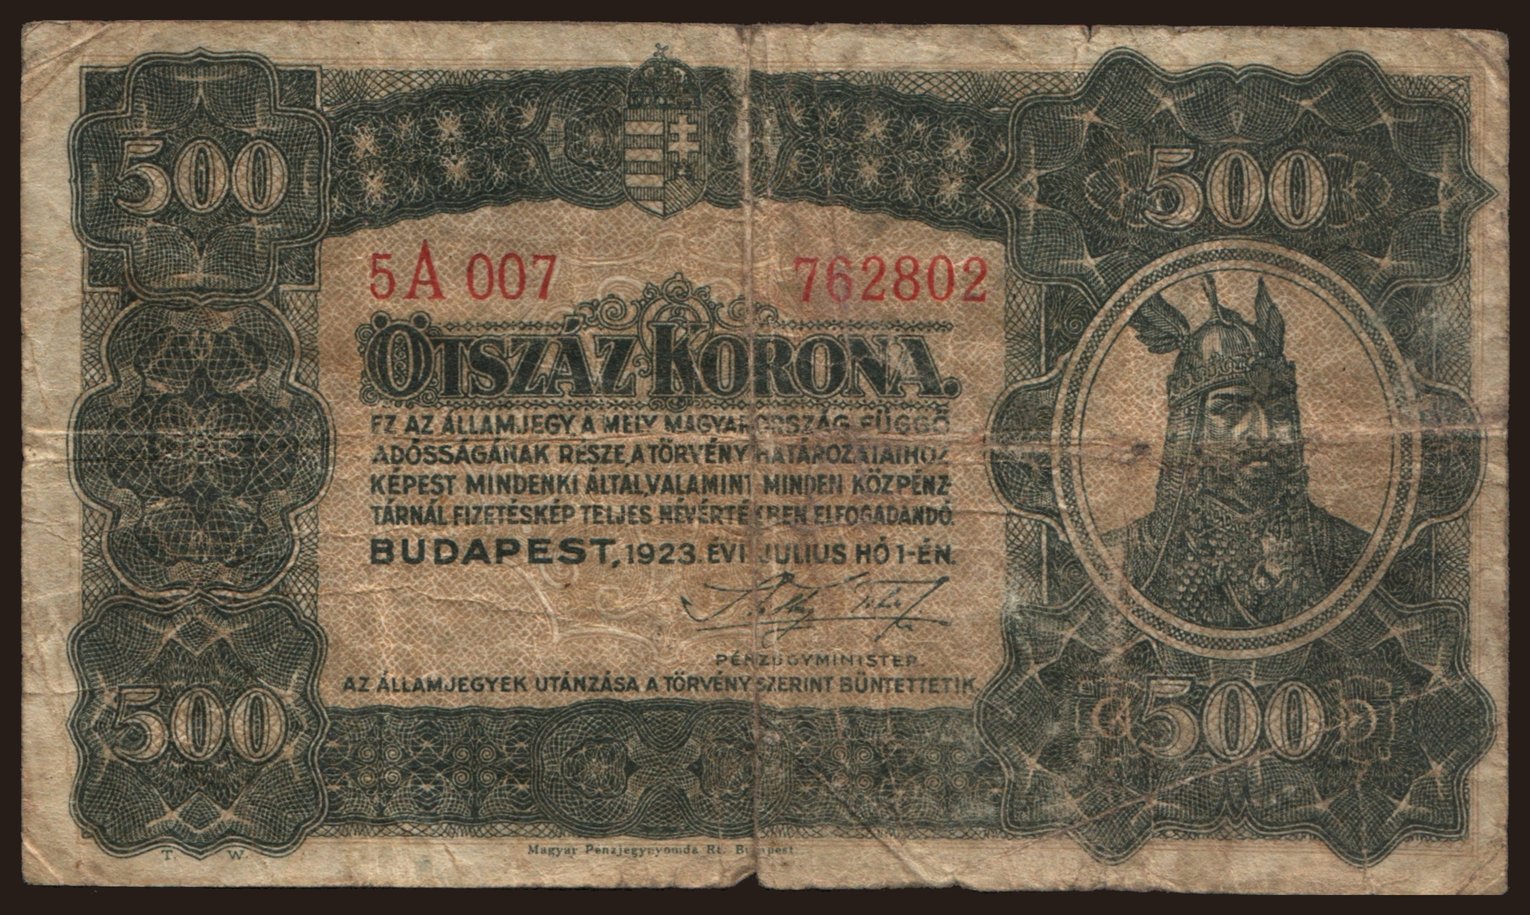 500
500
5A 007 762802
ÖTSZÁZ KORONA.
EZ AZ ÁLLAMJEGY, A MELY MAGYARORSZÁG FÜGGŐ
ADÓSSÁGÁNAK RÉSZE, A TÖRVÉNY HATÁROZATAIHOZ
KÉPEST MINDENKI ÁLTAL, VALAMINT MINDEN KÖZPÉNZ-
TÁRNÁL FIZETÉSKÉP TELJES NÉVÉRTÉKBEN ELFOGADANDÓ.
BUDAPEST, 1923. ÉVI JULIUS HÓ 1-ÉN.
PÉNZÜGYMINISTER.
AZ ÁLLAMJEGYEK UTÁNZÁSA A TÖRVÉNY SZERINT BÜNTETTETIK.
500
500
T. W.
Magyar Pénzjegynyomda Rt. Budapest